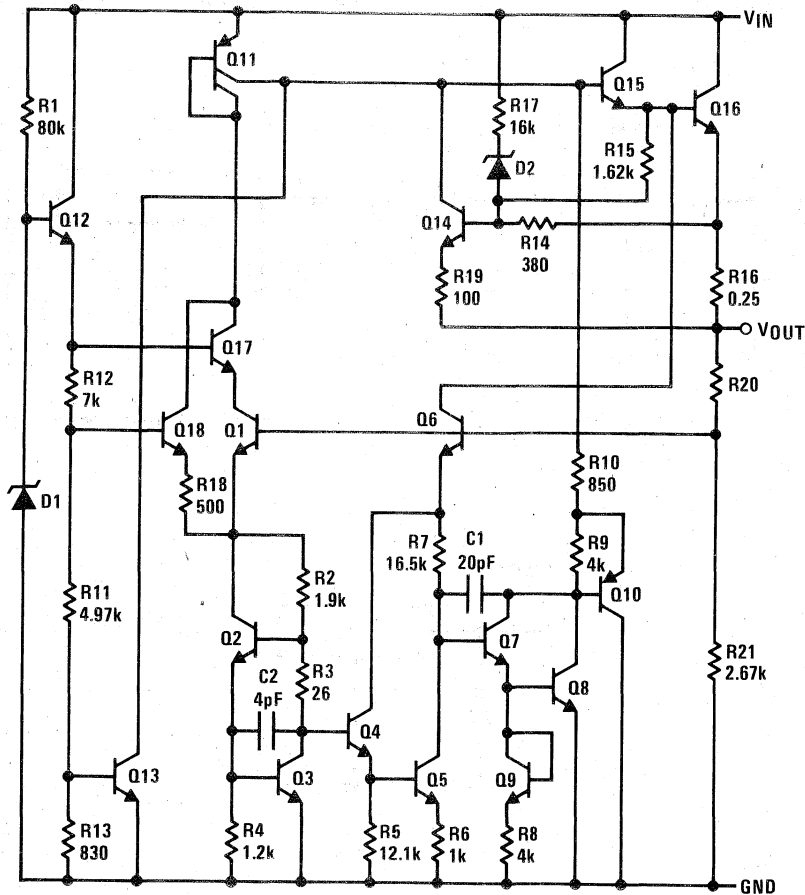 VIN
Q11
Q15
Q16
R1
80k
R17
16k
R15
1.62k
D2
Q12
Q14
R14
380
R19
100
R16
0.25
VOUT
Q17
R12
7k
R20
Q18
Q1
Q6
R10
850
D1
R18
500
R7
16.5k
C1
20pF
R9
4k
Q10
R2
1.9k
R11
4.97k
Q2
Q7
R3
26
R21
2.67k
C2
4pF
Q8
Q4
Q13
Q3
Q5
Q9
R13
830
R4
1.2k
R5
12.1k
R6
1k
R8
4k
GND